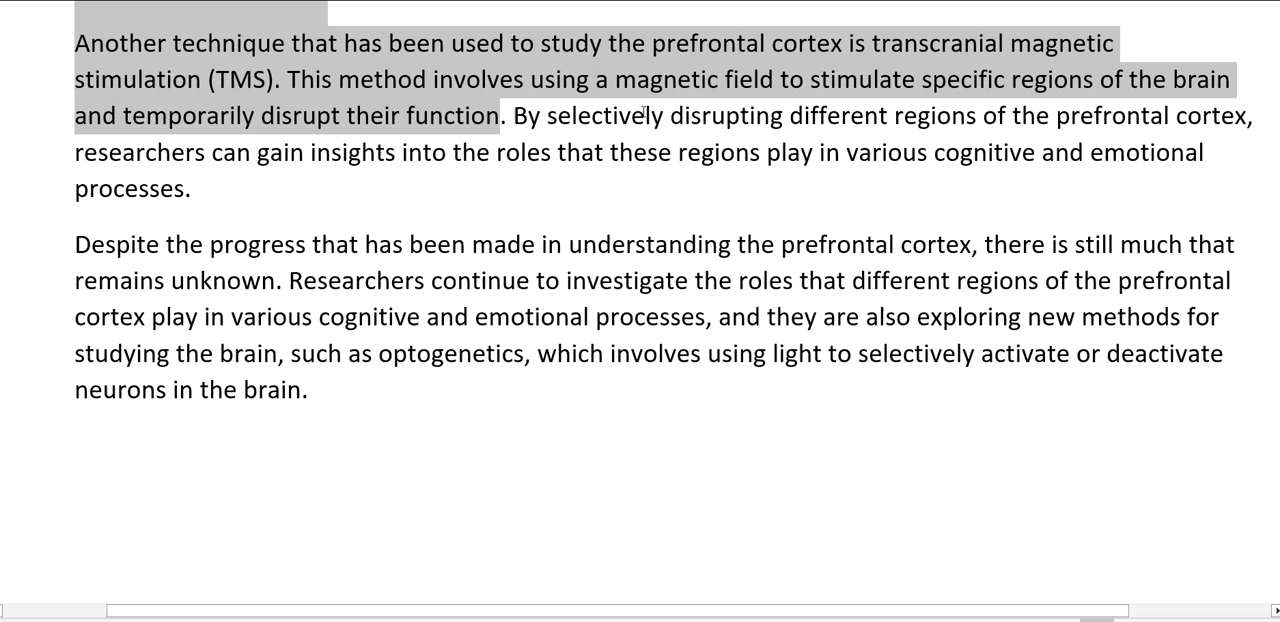 Another technique that has been used to study the prefrontal cortex is transcranial magnetic
stimulation (TMS). This method involves using a magnetic field to stimulate specific regions of the brain
and temporarily disrupt their function. By selectively disrupting different regions of the prefrontal cortex,
researchers can gain insights into the roles that these regions play in various cognitive and emotional
processes.
Despite the progress that has been made in understanding the prefrontal cortex, there is still much that
remains unknown. Researchers continue to investigate the roles that different regions of the prefrontal
cortex play in various cognitive and emotional processes, and they are also exploring new methods for
studying the brain, such as optogenetics, which involves using light to selectively activate or deactivate
neurons in the brain.